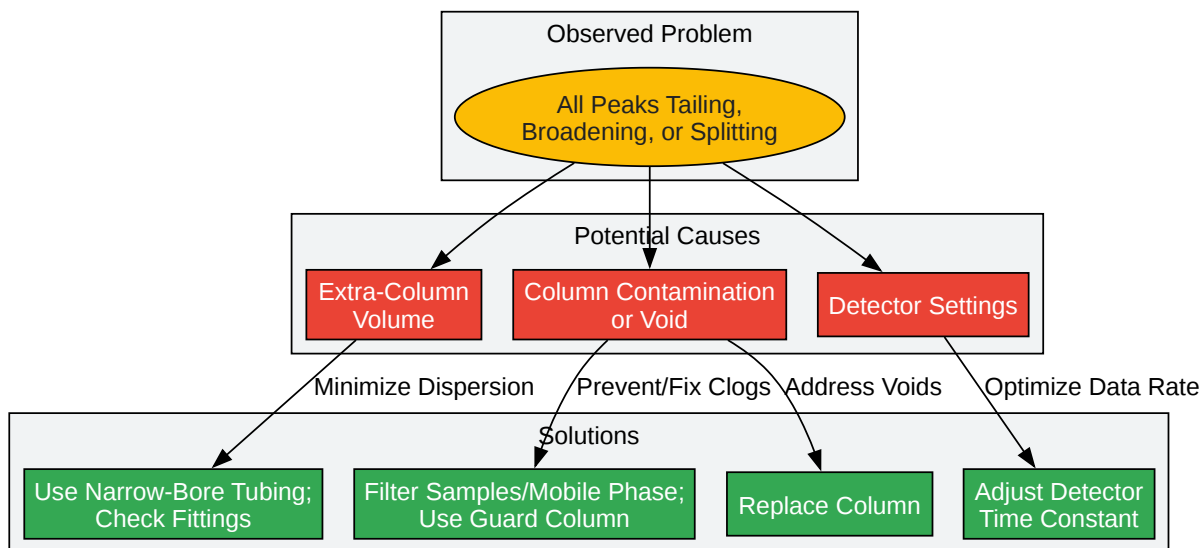 Observed Problem
All Peaks Tailing,
Broadening, or Splitting
Potential Causes
Extra-Column
Volume
Column Contamination
or Void
Detector Settings
Minimize Dispersion
Prevent/Fix Clogs
Address Voids
Optimize Data Rate
Solutions
Use Narrow-Bore Tubing;
Check Fittings
Filter Samples/Mobile Phase;
Use Guard Column
Replace Column
Adjust Detector
Time Constant